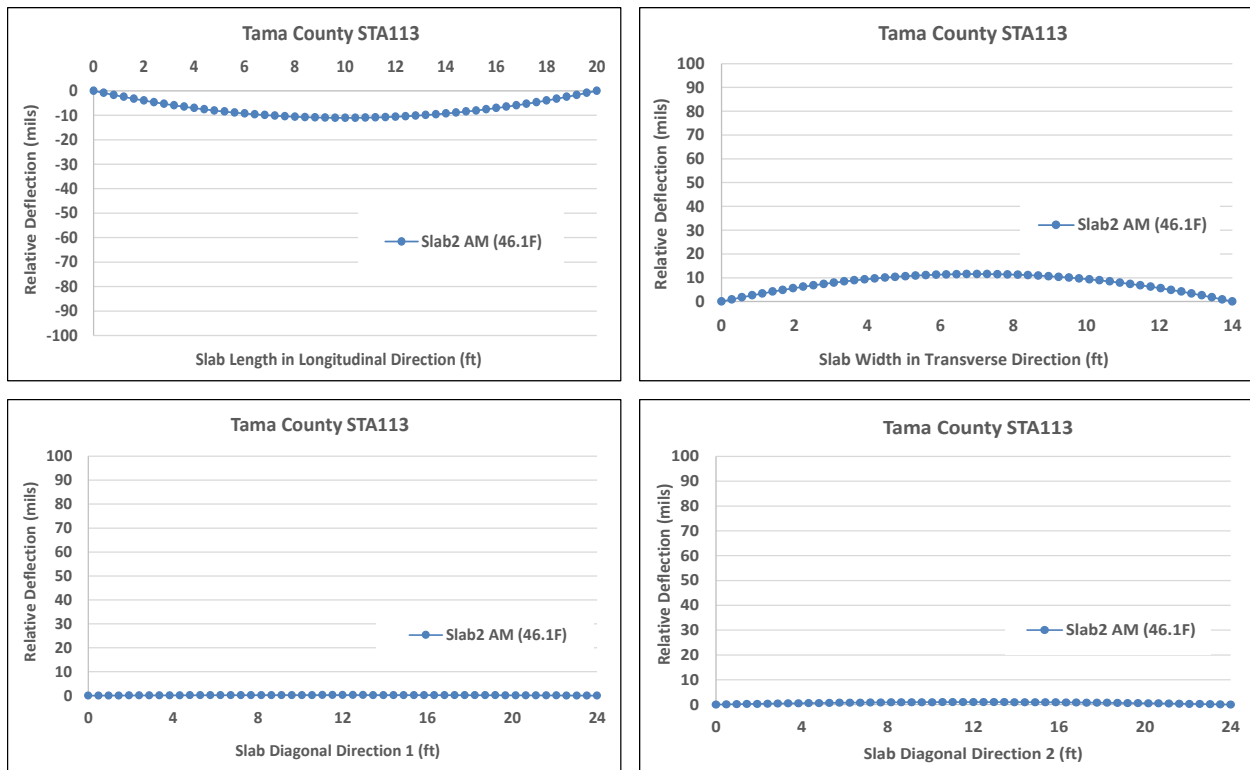 Tama County STA113
0 2 4 6 8 10 12 14 16 18 20
0
-10
-20
-30
-40
-50
-60
-70
-80
-90
-100
Relative Deflection (mils)
Slab2 AM (46.1F)
Slab Length in Longitudinal Direction (ft)
Tama County STA113
100
90
80
70
60
50
40
30
20
10
0
Relative Deflection (mils)
Slab2 AM (46.1F)
0 2 4 6 8 10 12 14
Slab Width in Transverse Direction (ft)
Tama County STA113
100
90
80
70
60
50
40
30
20
10
0
Relative Deflection (mils)
Slab2 AM (46.1F)
0 4 8 12 16 20 24
Slab Diagonal Direction 1 (ft)
Tama County STA113
100
90
80
70
60
50
40
30
20
10
0
Relative Deflection (mils)
Slab2 AM (46.1F)
0 4 8 12 16 20 24
Slab Diagonal Direction 2 (ft)